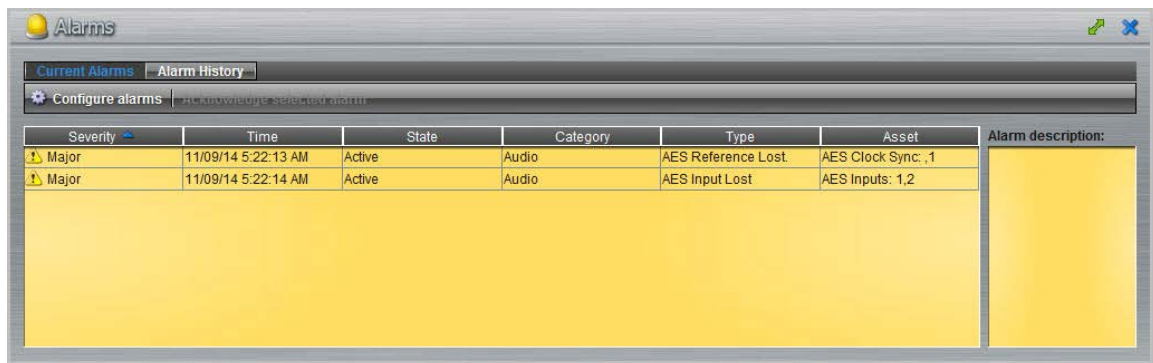 Alarms
Current Alarms Alarm History
Configure alarms Acknowledge selected alarm
Severity Time State Category Type Asset Alarm description:
Major 11/09/14 5:22:13 AM Active Audio AES Reference Lost. AES Clock Sync: ,1
Major 11/09/14 5:22:14 AM Active Audio AES Input Lost AES Inputs: 1,2